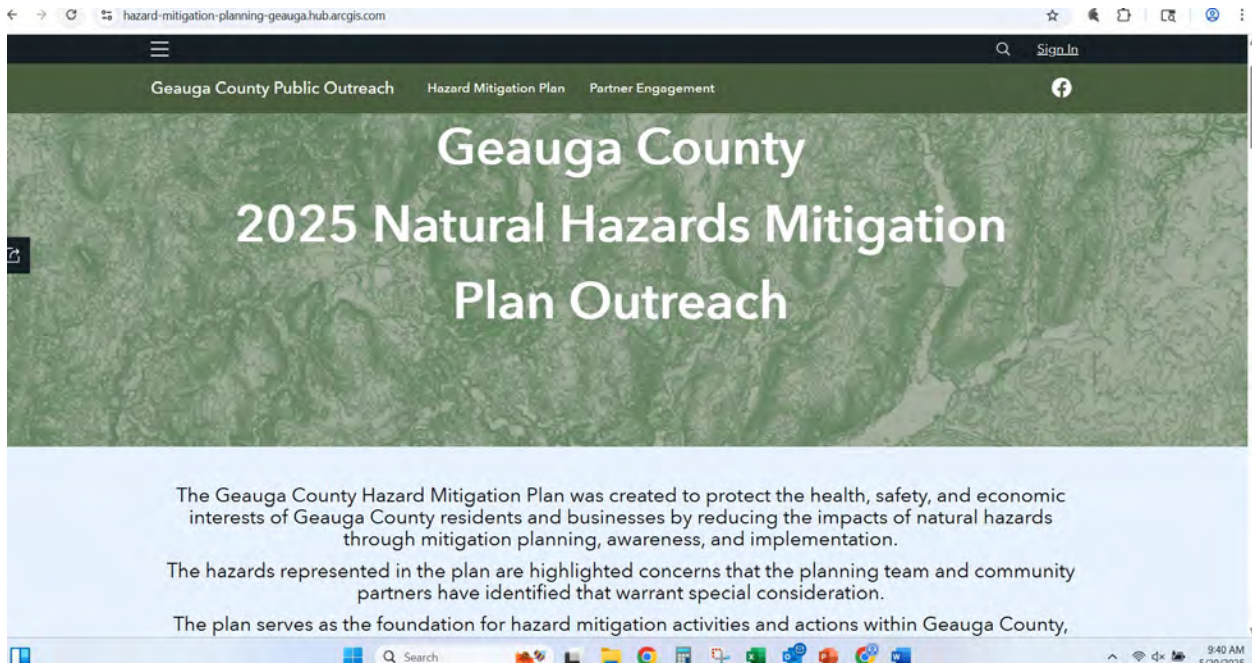 hazard-mitigation-planning-geauga.hub.arcgis.com
Sign In
Geauga County Public Outreach Hazard Mitigation Plan Partner Engagement
Geauga County
2025 Natural Hazards Mitigation
Plan Outreach
The Geauga County Hazard Mitigation Plan was created to protect the health, safety, and economic
interests of Geauga County residents and businesses by reducing the impacts of natural hazards
through mitigation planning, awareness, and implementation.
The hazards represented in the plan are highlighted concerns that the planning team and community
partners have identified that warrant special consideration.
The plan serves as the foundation for hazard mitigation activities and actions within Geauga County,
Search
9:40 AM